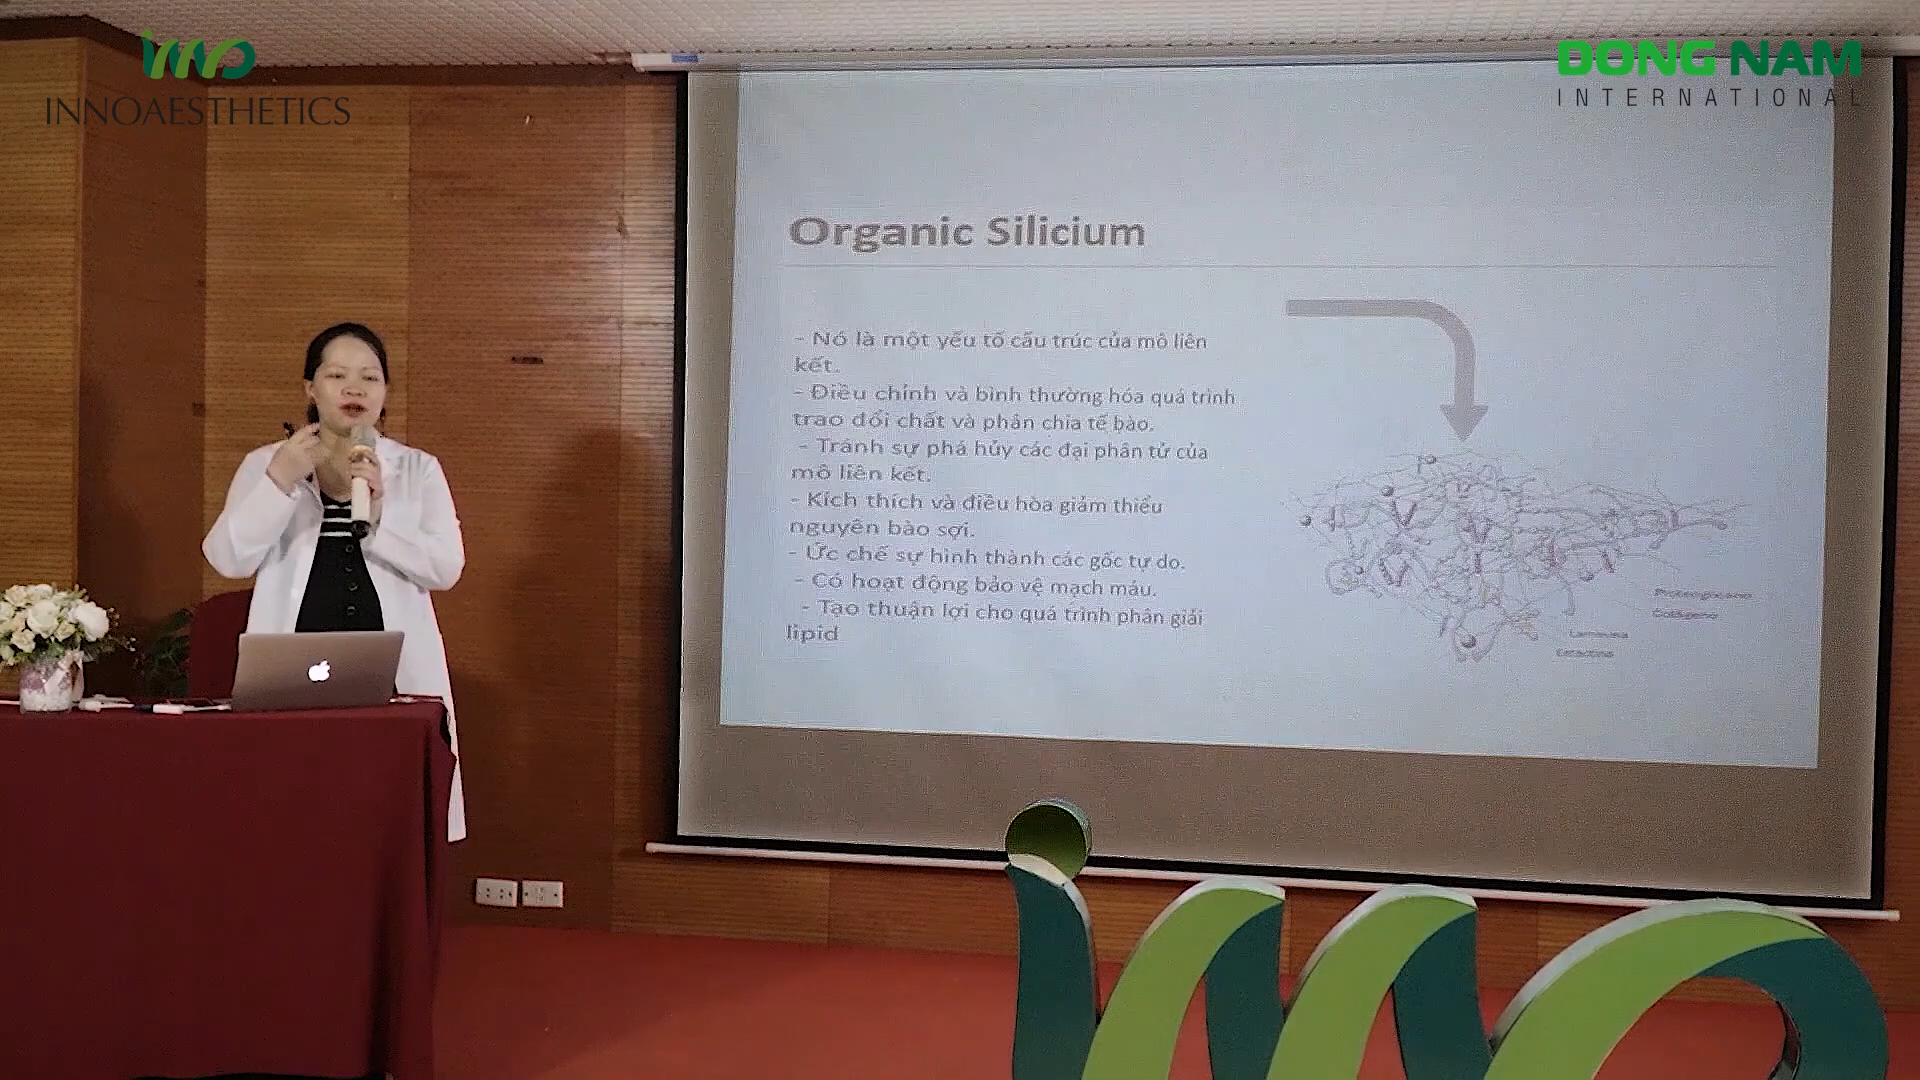 INNOAESTHETICS
DONG NAM
INTERNATIONAL
Organic Silicium
- Nó là một yếu tố cấu trúc của mô liên
kết.
- Điều chỉnh và bình thường hóa quá trình
trao đổi chất và phân chia tế bào.
- Tránh sự phá hủy các đại phân tử của
mô liên kết.
- Kích thích và điều hòa giảm thiểu
nguyên bào sợi.
- Ức chế sự hình thành các gốc tự do.
- Có hoạt động bảo vệ mạch máu.
- Tạo thuận lợi cho quá trình phân giải
lipid